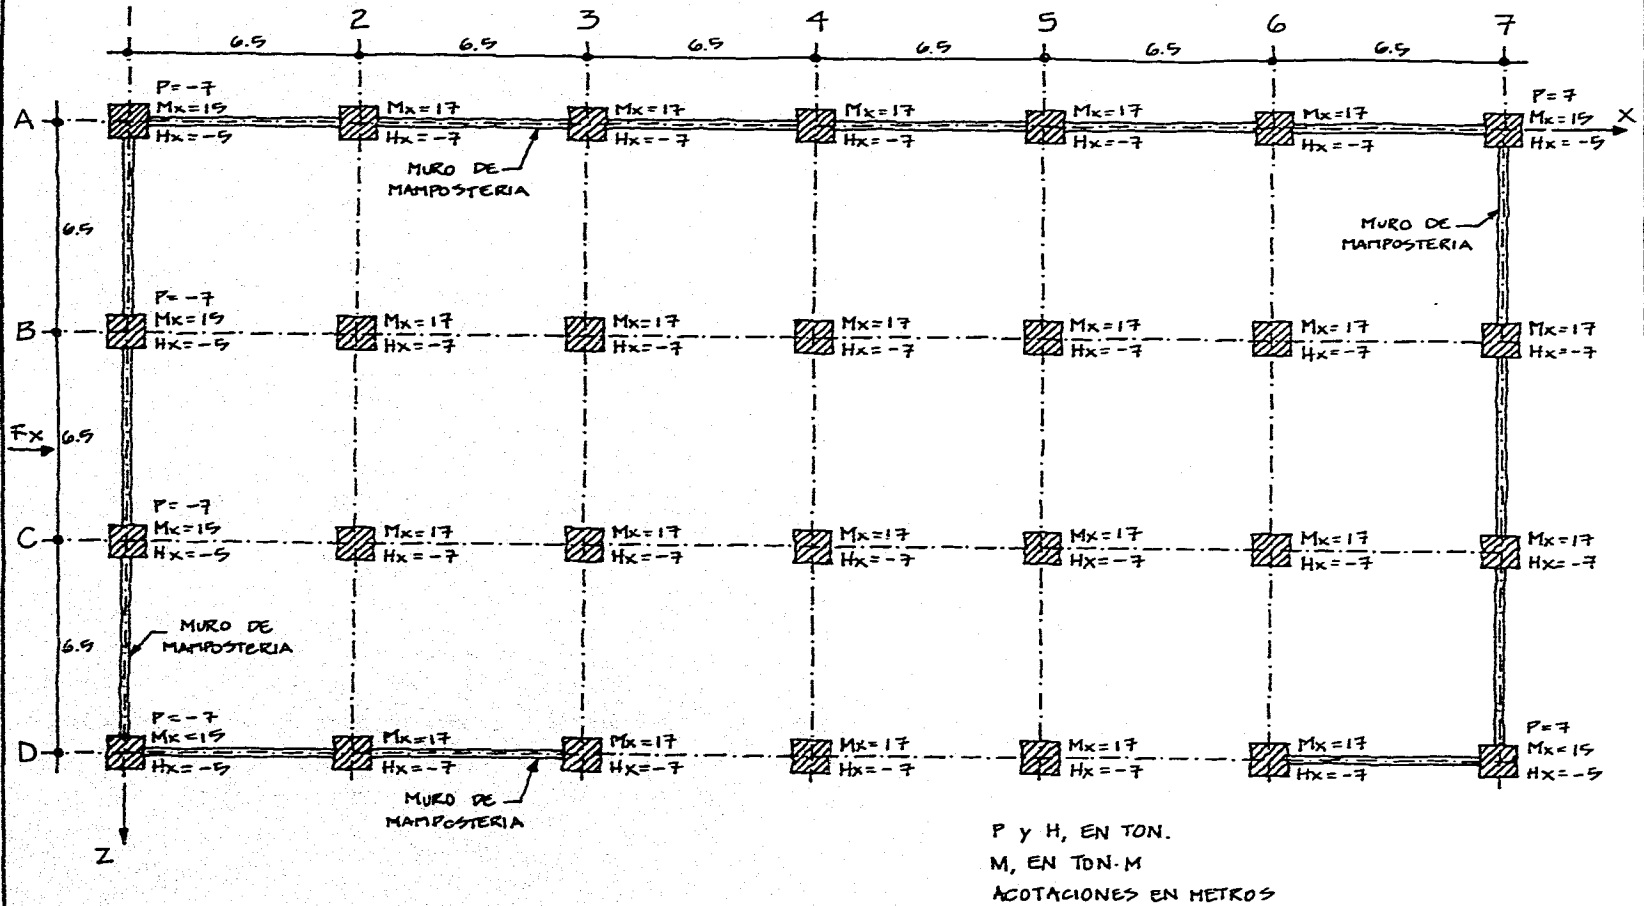 2 3 4 5 6 7
6.5 6.5 6.5 6.5 6.5 6.5
P=-7 P=7
A Mx=15 Mx=17 Mx=17 Mx=17 Mx=17 Mx=17 Mx=15 X
Hx=-5 Hx=-7 Hx=-7 Hx=-7 Hx=-7 Hx=-7 Hx=-5
MURO DE
MAMPOSTERIA
6.5
MURO DE
MAMPOSTERIA
P=-7
B Mx=15 Mx=17 Mx=17 Mx=17 Mx=17 Mx=17 Mx=17
Hx=-5 Hx=-7 Hx=-7 Hx=-7 Hx=-7 Hx=-7 Hx=-7
Fx 6.5
P=-7
C Mx=15 Mx=17 Mx=17 Mx=17 Mx=17 Mx=17 Mx=17
Hx=-5 Hx=-7 Hx=-7 Hx=-7 Hx=-7 Hx=-7 Hx=-7
6.5
MURO DE
MAMPOSTERIA
P=-7 P=7
D Mx=15 Mx=17 Mx=17 Mx=17 Mx=17 Mx=17 Mx=15
Hx=-5 Hx=-7 Hx=-7 Hx=-7 Hx=-7 Hx=-7 Hx=-5
MURO DE
MAMPOSTERIA
Z
P y H, EN TON.
M, EN TON-M
ACOTACIONES EN METROS